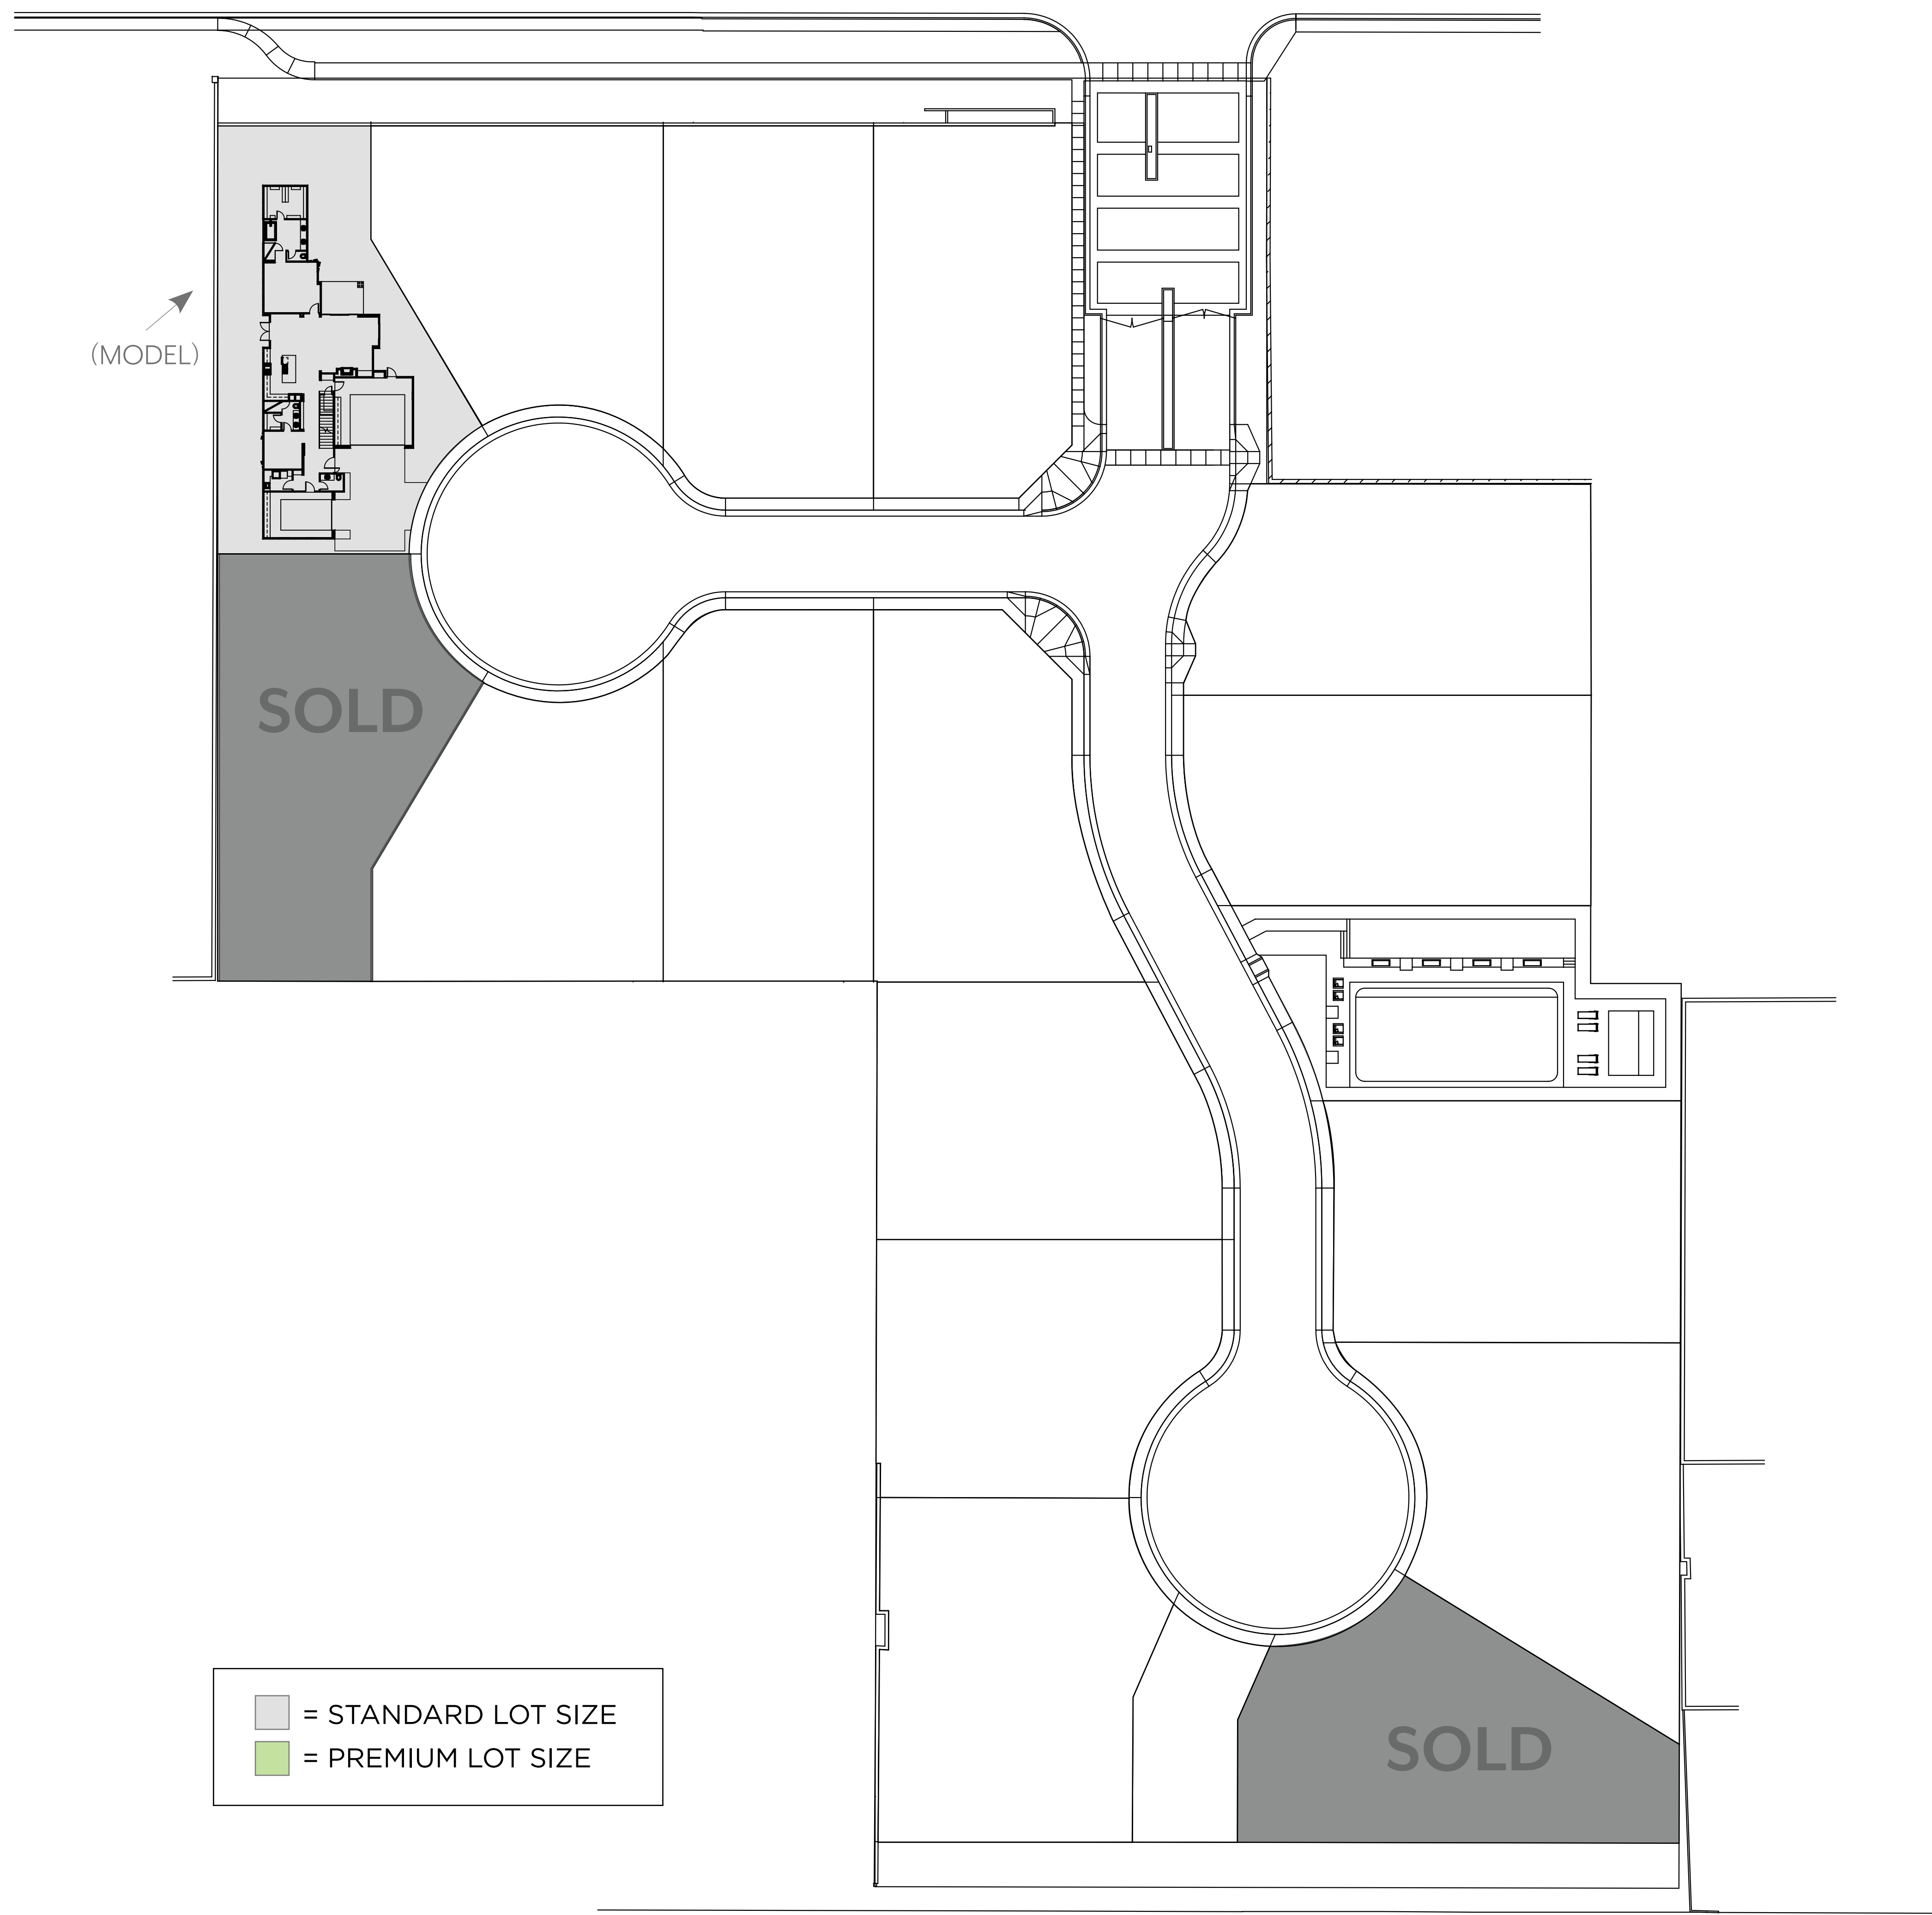 (MODEL)
SOLD
SOLD
= STANDARD LOT SIZE
= PREMIUM LOT SIZE